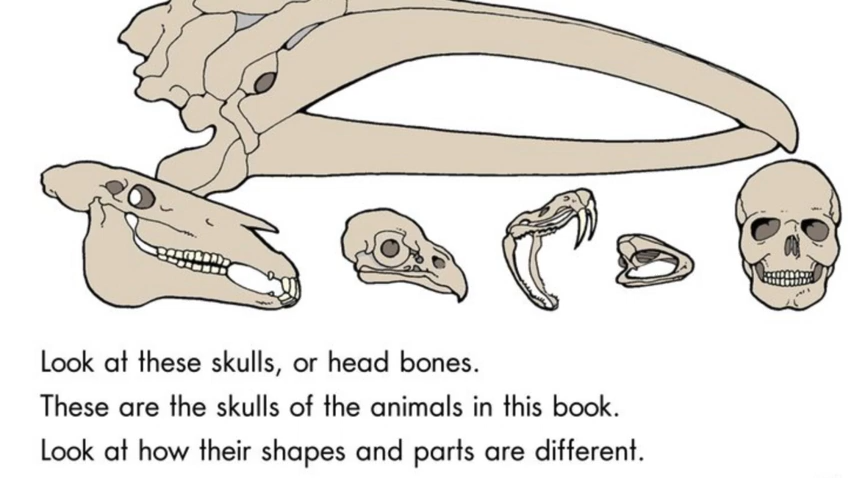 Look at these skulls, or head bones.
These are the skulls of the animals in this book.
Look at how their shapes and parts are different.